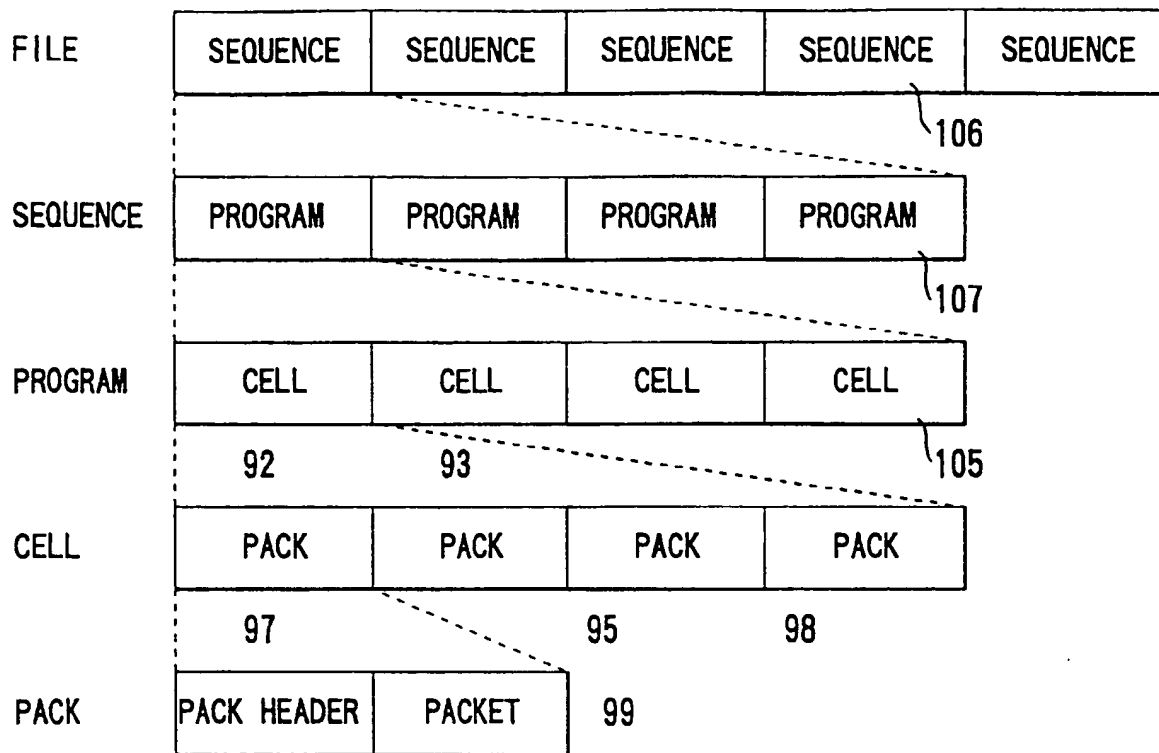 FILE SEQUENCE SEQUENCE SEQUENCE SEQUENCE SEQUENCE
106
SEQUENCE PROGRAM PROGRAM PROGRAM PROGRAM
107
PROGRAM CELL CELL CELL CELL
92 93 105
CELL PACK PACK PACK PACK
97 95 98
PACK PACK HEADER PACKET 99